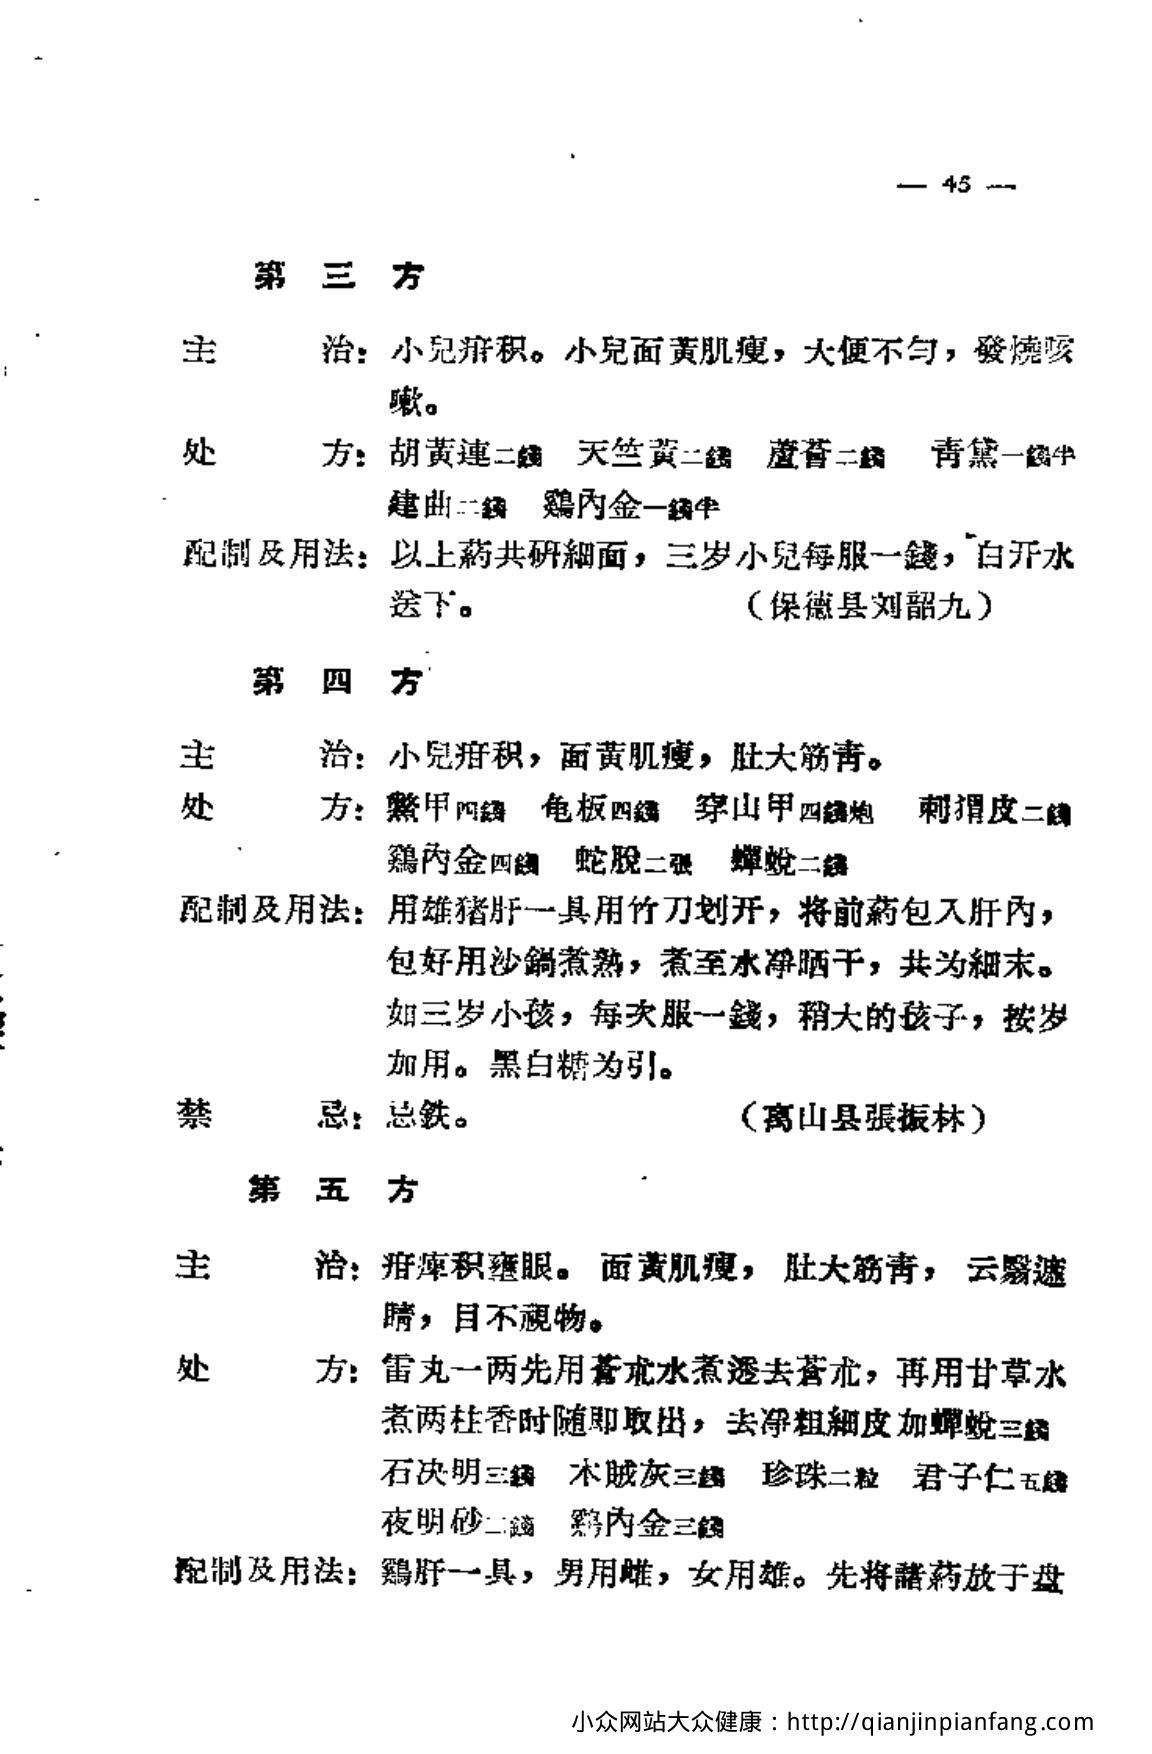 — 45 —
第 三 方
主 治：小兒疳积。小兒面黃肌瘦，大便不匀，發燒咳
嗽。
处 方：胡黃連二錢 天竺黃二錢 蘆薈二錢 青黛一錢半
建曲二錢 鷄內金一錢半
配制及用法：以上葯共硏細面，三岁小兒每服一錢，白开水
送下。 （保德县刘韶九）
第 四 方
主 治：小兒疳积，面黃肌瘦，肚大筋青。
处 方：鱉甲四錢 龟板四錢 穿山甲四錢炮 刺猬皮二錢
鷄內金四錢 蛇脫二張 蟬蛻二錢
配制及用法：用雄猪肝一具用竹刀划开，将前葯包入肝內，
包好用沙鍋煮熟，煮至水凈晒干，共为細末。
如三岁小孩，每次服一錢，稍大的孩子，按岁
加用。黑白糖为引。
禁 忌：忌鉄。 （离山县張振林）
第 五 方
主 治：疳瘴积壅眼。面黃肌瘦，肚大筋青，云翳遮
睛，目不視物。
处 方：雷丸一两先用蒼朮水煮透去蒼朮，再用甘草水
煮两柱香时随即取出，去凈粗細皮加蟬蛻三錢
石决明三錢 木賊灰三錢 珍珠二粒 君子仁五錢
夜明砂二錢 鷄內金三錢
配制及用法：鷄肝一具，男用雌，女用雄。先将諸葯放于盘
小众网站大众健康：http://qianjinpianfang.com